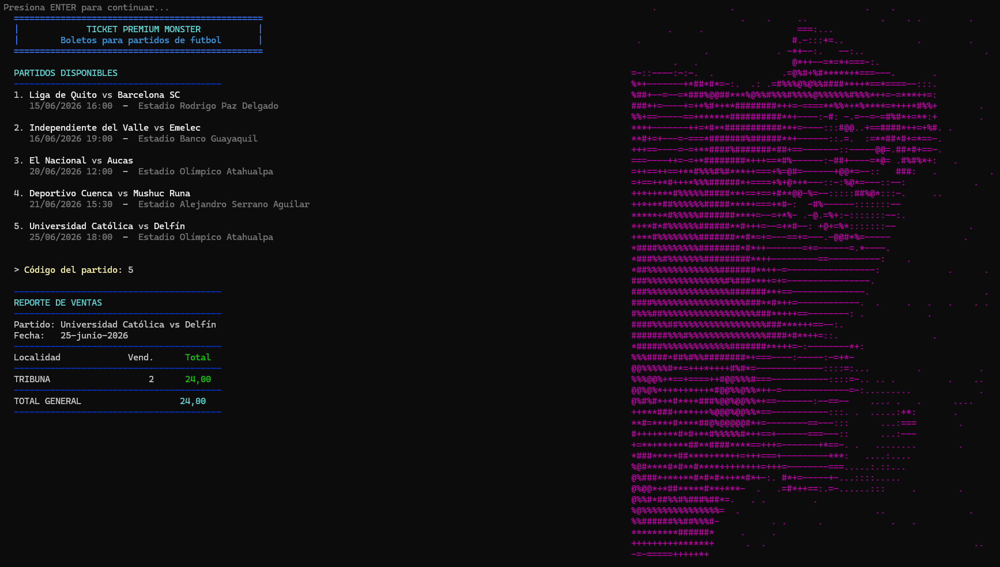 Presiona ENTER para continuar...
TICKET PREMIUM MONSTER
Boletos para partidos de futbol
PARTIDOS DISPONIBLES
1. Liga de Quito vs Barcelona SC
15/06/2026 16:00  —  Estadio Rodrigo Paz Delgado
2. Independiente del Valle vs Emelec
16/06/2026 19:00  —  Estadio Banco Guayaquil
3. El Nacional vs Aucas
20/06/2026 12:00  —  Estadio Olímpico Atahualpa
4. Deportivo Cuenca vs Mushuc Runa
21/06/2026 15:30  —  Estadio Alejandro Serrano Aguilar
5. Universidad Católica vs Delfín
25/06/2026 18:00  —  Estadio Olímpico Atahualpa
> Código del partido: 5
REPORTE DE VENTAS
Partido: Universidad Católica vs Delfín
Fecha:   25-junio-2026
Localidad             Vend.      Total
TRIBUNA                   2      24,00
TOTAL GENERAL                   24,00